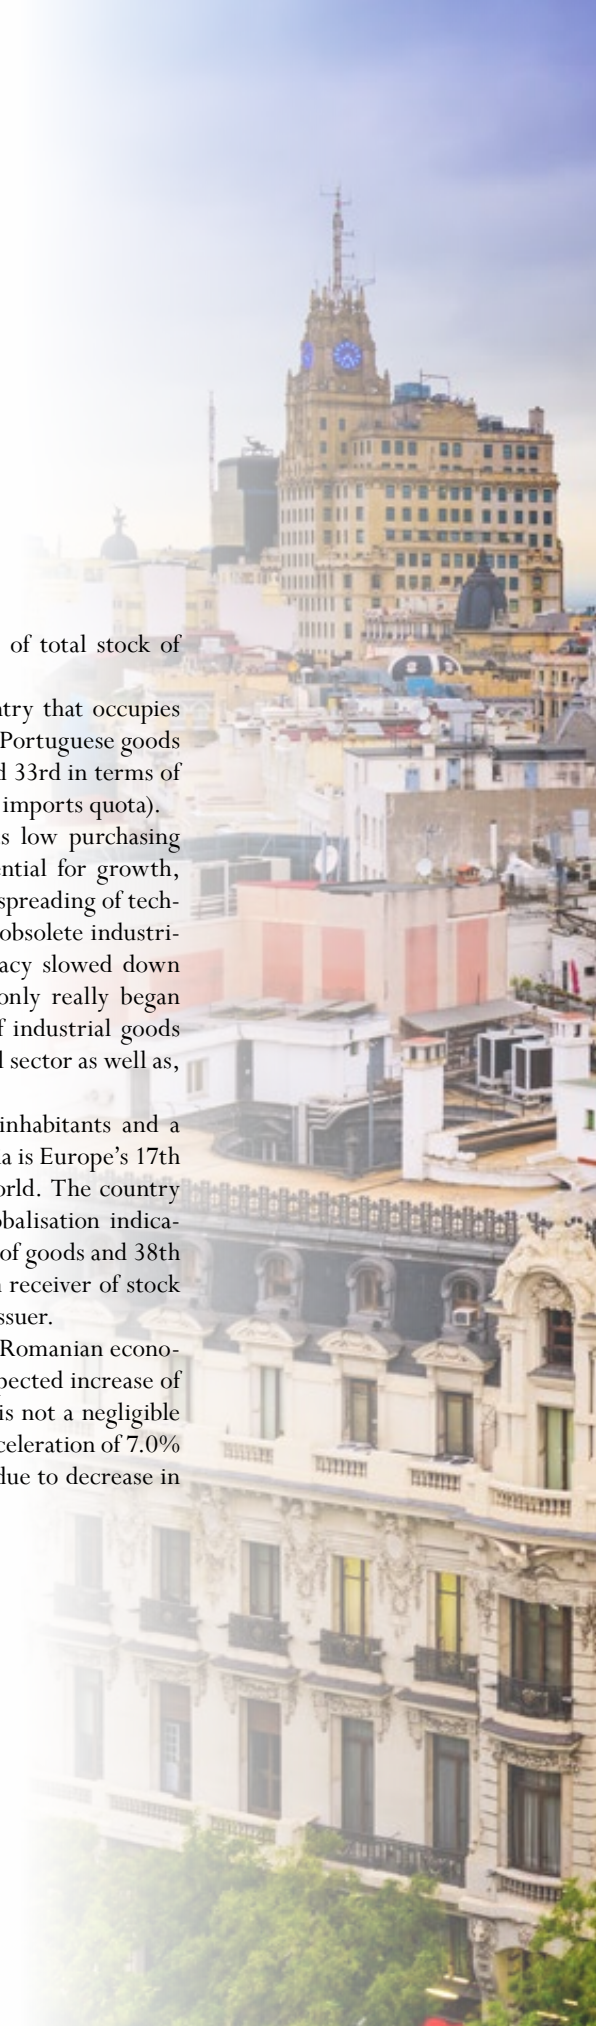 of total stock of
ntry that occupies
Portuguese goods
d 33rd in terms of
imports quota).
s low purchasing
ential for growth,
spreading of tech-
obsolete industri-
acy slowed down
only really began
f industrial goods
l sector as well as,
inhabitants and a
a is Europe's 17th
orld. The country
obalisation indica-
of goods and 38th
n receiver of stock
ssuer.
Romanian econo-
pected increase of
is not a negligible
celeration of 7.0%
due to decrease in